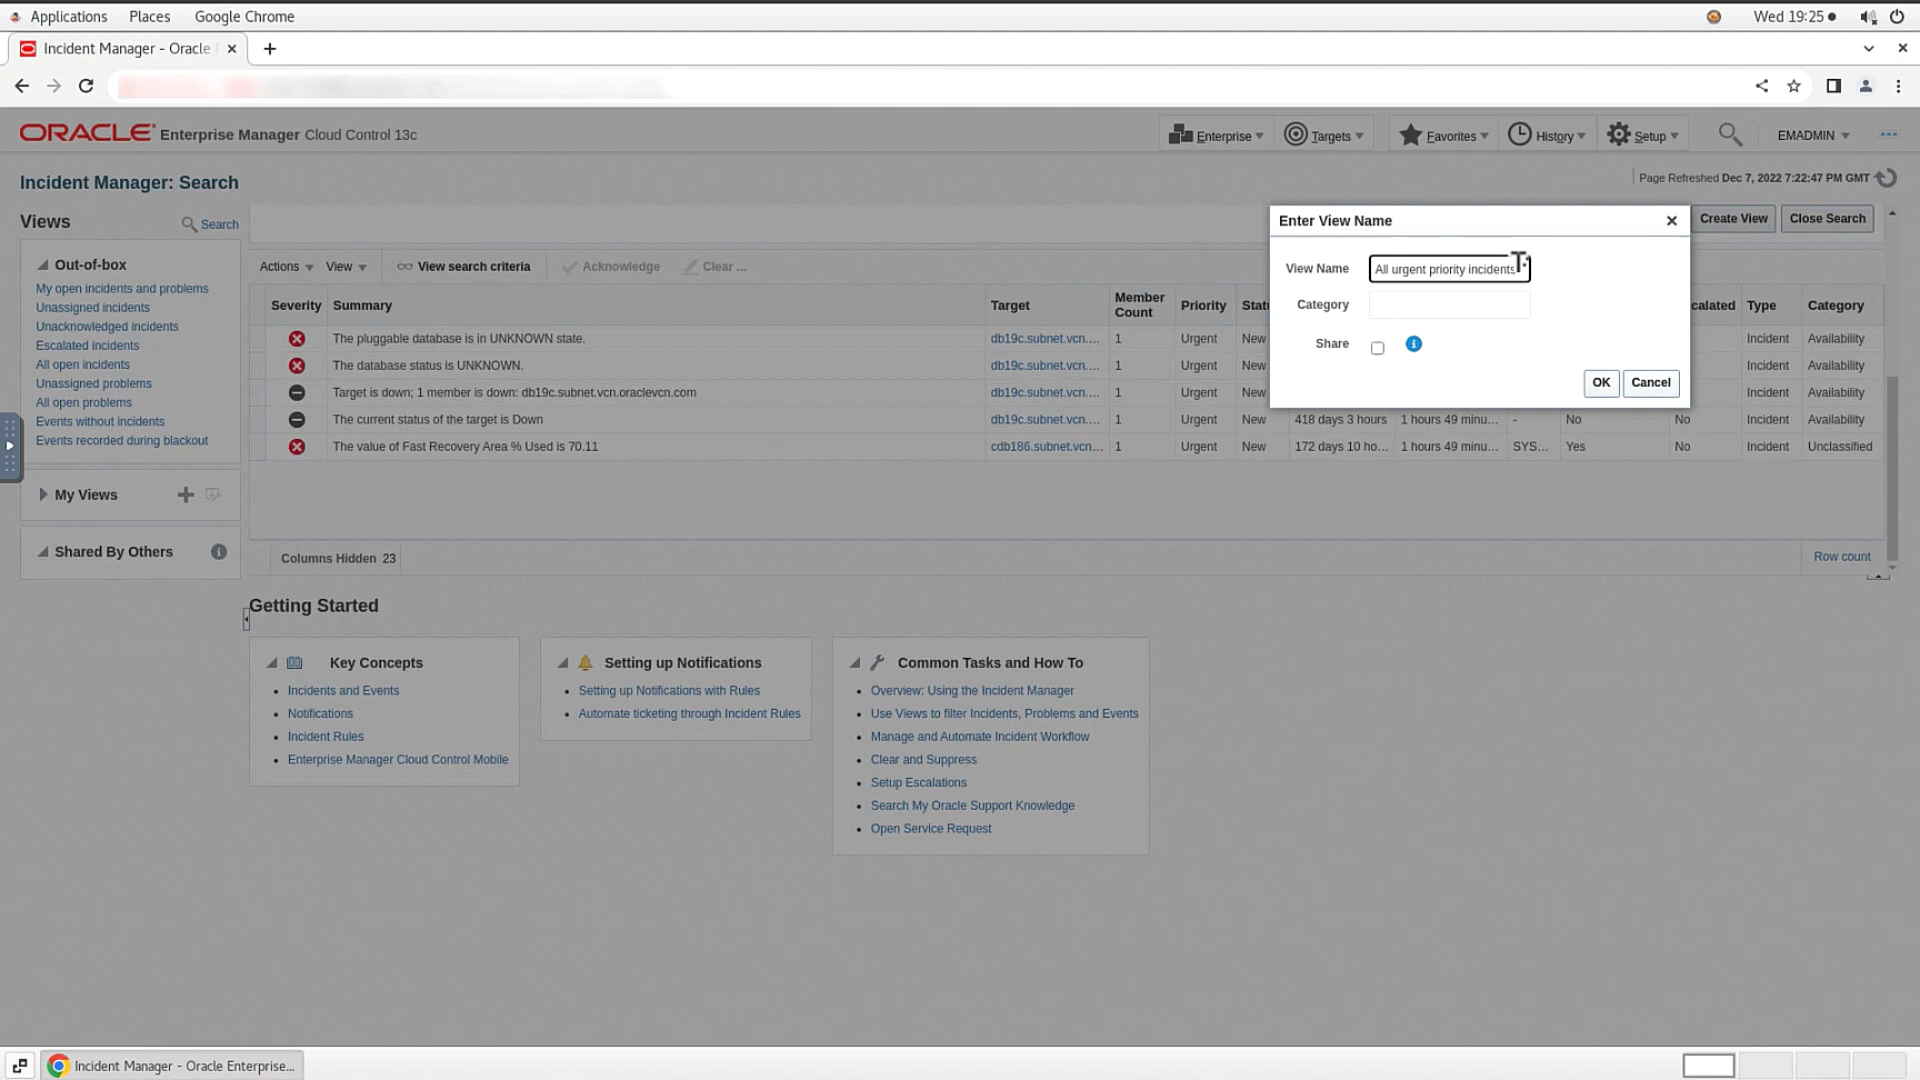 Applications Places Google Chrome Wed 19:25
Incident Manager - Oracle
ORACLE Enterprise Manager Cloud Control 13c Enterprise Targets Favorites History Setup EMADMIN
Incident Manager: Search Page Refreshed Dec 7, 2022 7:22:47 PM GMT
Views Search
Create View Close Search
Enter View Name
View Name All urgent priority incidents
Category
Share
OK Cancel
Out-of-box
My open incidents and problems
Unassigned incidents
Unacknowledged incidents
Escalated incidents
All open incidents
Unassigned problems
All open problems
Events without incidents
Events recorded during blackout
My Views
Shared By Others
Actions View View search criteria Acknowledge Clear ...
Severity Summary Target Member Count Priority Type Category
The pluggable database is in UNKNOWN state. db19c.subnet.vcn.... 1 Urgent New Incident Availability
The database status is UNKNOWN. db19c.subnet.vcn.... 1 Urgent New Incident Availability
Target is down; 1 member is down: db19c.subnet.vcn.oraclevcn.com db19c.subnet.vcn.... 1 Urgent New Incident Availability
The current status of the target is Down db19c.subnet.vcn.... 1 Urgent New 418 days 3 hours 1 hours 49 minu... - No No Incident Availability
The value of Fast Recovery Area % Used is 70.11 cdb186.subnet.vcn... 1 Urgent New 172 days 10 ho... 1 hours 49 minu... SYS... Yes No Incident Unclassified
Columns Hidden 23 Row count
Getting Started
Key Concepts
Incidents and Events
Notifications
Incident Rules
Enterprise Manager Cloud Control Mobile
Setting up Notifications
Setting up Notifications with Rules
Automate ticketing through Incident Rules
Common Tasks and How To
Overview: Using the Incident Manager
Use Views to filter Incidents, Problems and Events
Manage and Automate Incident Workflow
Clear and Suppress
Setup Escalations
Search My Oracle Support Knowledge
Open Service Request
Incident Manager - Oracle Enterprise...